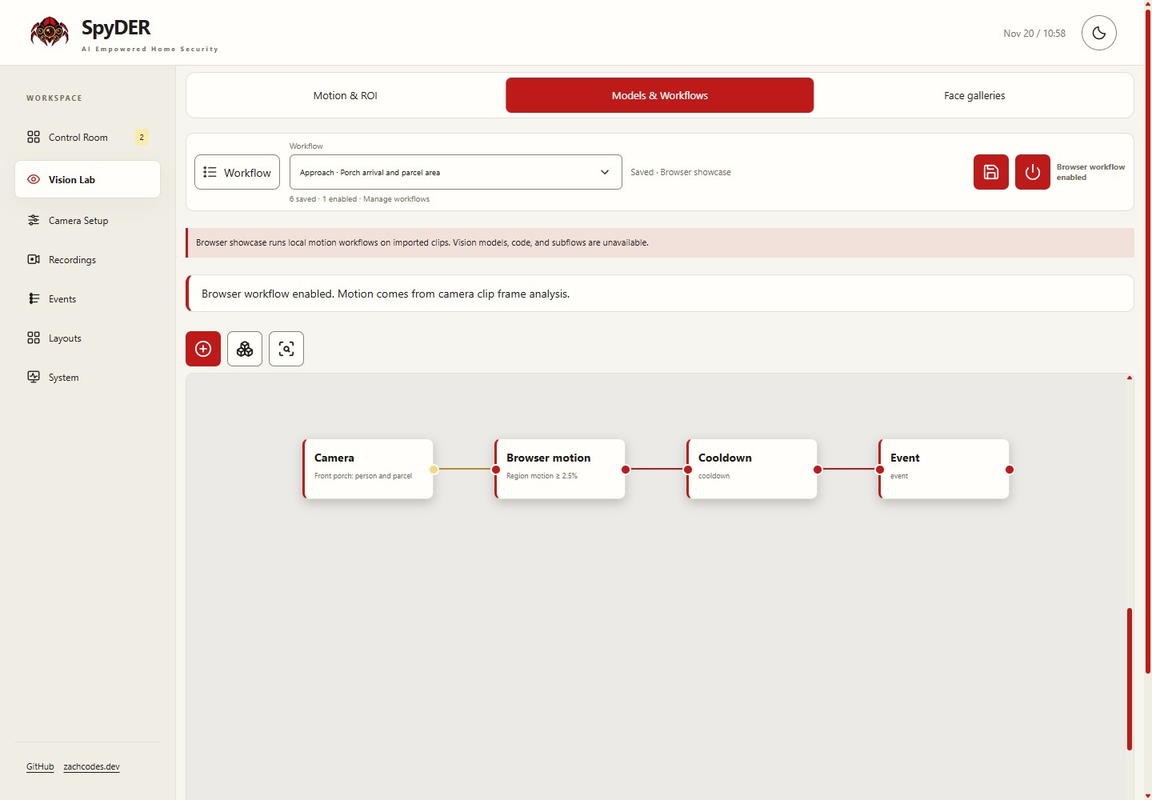 SpyDER
AI Empowered Home Security
Nov 20 / 10:58
WORKSPACE
Control Room
2
Vision Lab
Camera Setup
Recordings
Events
Layouts
System
GitHub
zachcodes.dev
Motion & ROI
Models & Workflows
Face galleries
Workflow
Workflow
Approach · Porch arrival and parcel area
6 saved · 1 enabled · Manage workflows
Saved · Browser showcase
Browser workflow
enabled
Browser showcase runs local motion workflows on imported clips. Vision models, code, and subflows are unavailable.
Browser workflow enabled. Motion comes from camera clip frame analysis.
Camera
Front porch: person and parcel
Browser motion
Region motion ≥ 2.5%
Cooldown
cooldown
Event
event